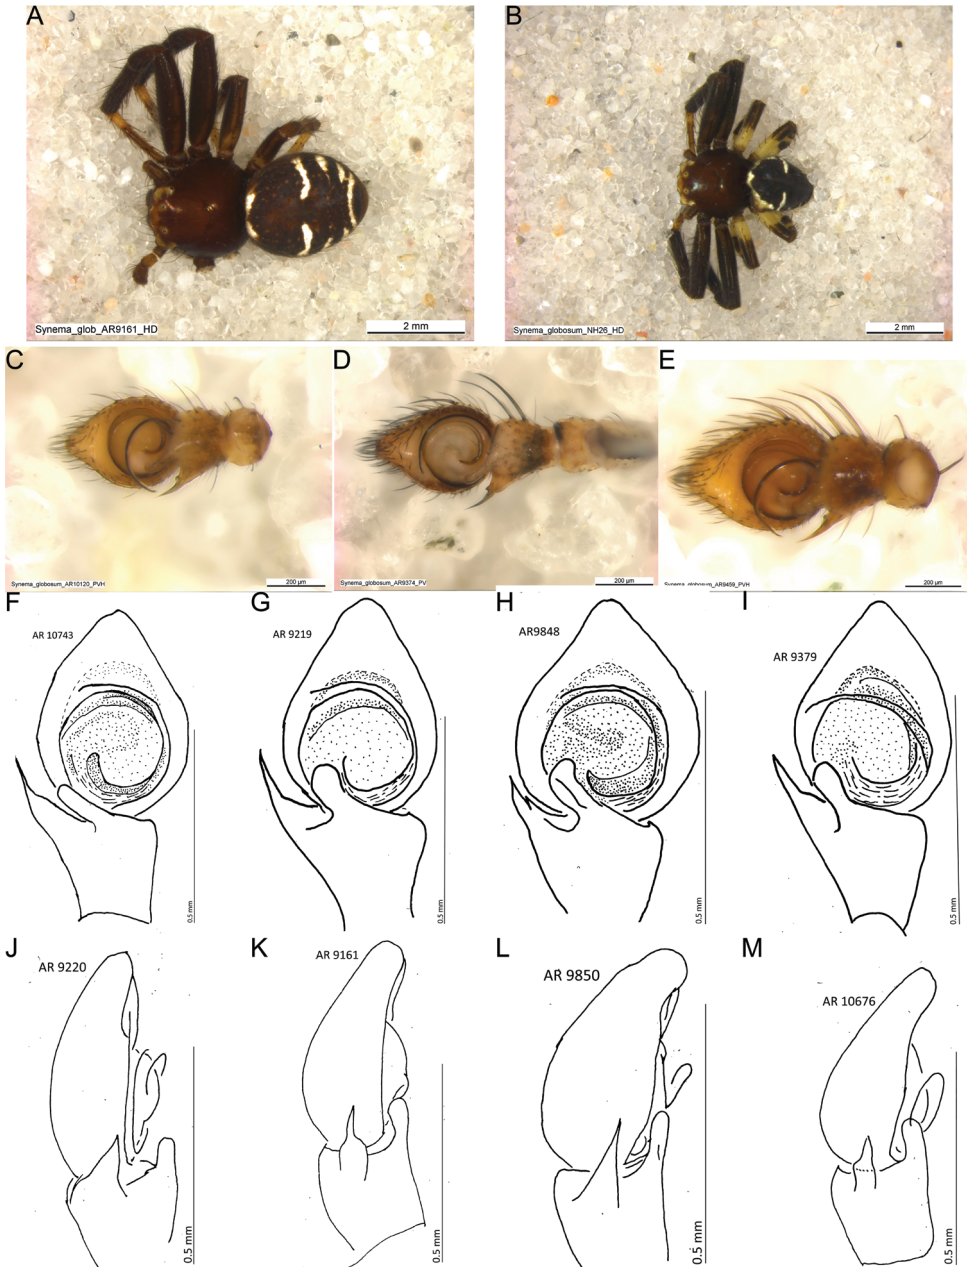 A
B
Synema_glob_AR9161_HD
2 mm
Synema_globosum_NH26_HD
2 mm
C
D
E
Synema_globosum_AR10120_PVH
200 µm
Synema_globosum_AR9374_PV
200 µm
Synema_globosum_AR9459_PVH
200 µm
F
G
H
I
AR 10743
AR 9219
AR9848
AR 9379
0.5 mm
0.5 mm
0.5 mm
0.5 mm
J
K
L
M
AR 9220
AR 9161
AR 9850
AR 10676
0.5 mm
0.5 mm
0.5 mm
0.5 mm